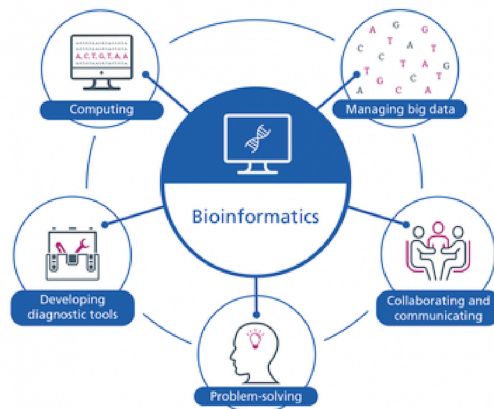 A C T G T A A
Computing
A G G
C T
C A T
C
T T A T
G C
A G C A
Managing big data
Bioinformatics
Developing
diagnostic tools
Collaborating and
communicating
Problem-solving